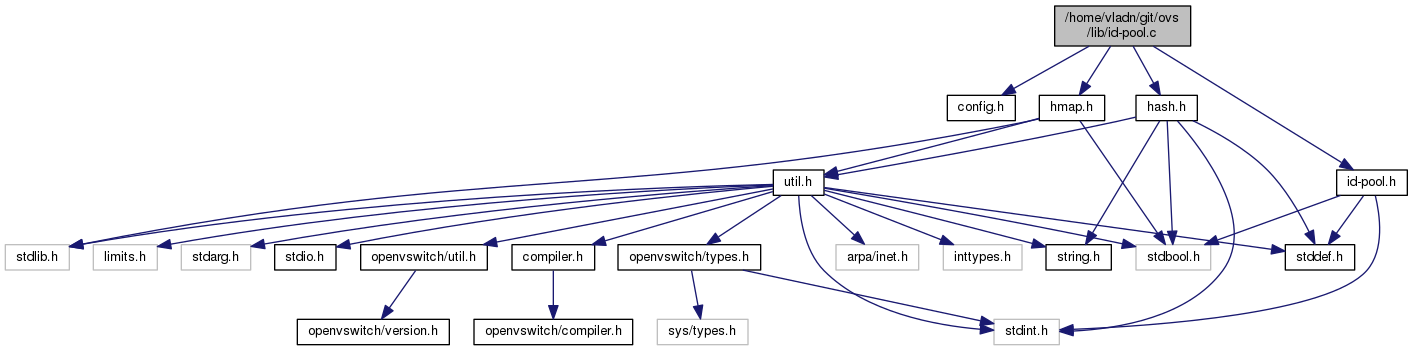 /home/vladn/git/ovs
/lib/id-pool.c
config.h
hmap.h
hash.h
util.h
id-pool.h
stdlib.h
limits.h
stdarg.h
stdio.h
openvswitch/util.h
compiler.h
openvswitch/types.h
arpa/inet.h
inttypes.h
string.h
stdbool.h
stddef.h
openvswitch/version.h
openvswitch/compiler.h
sys/types.h
stdint.h